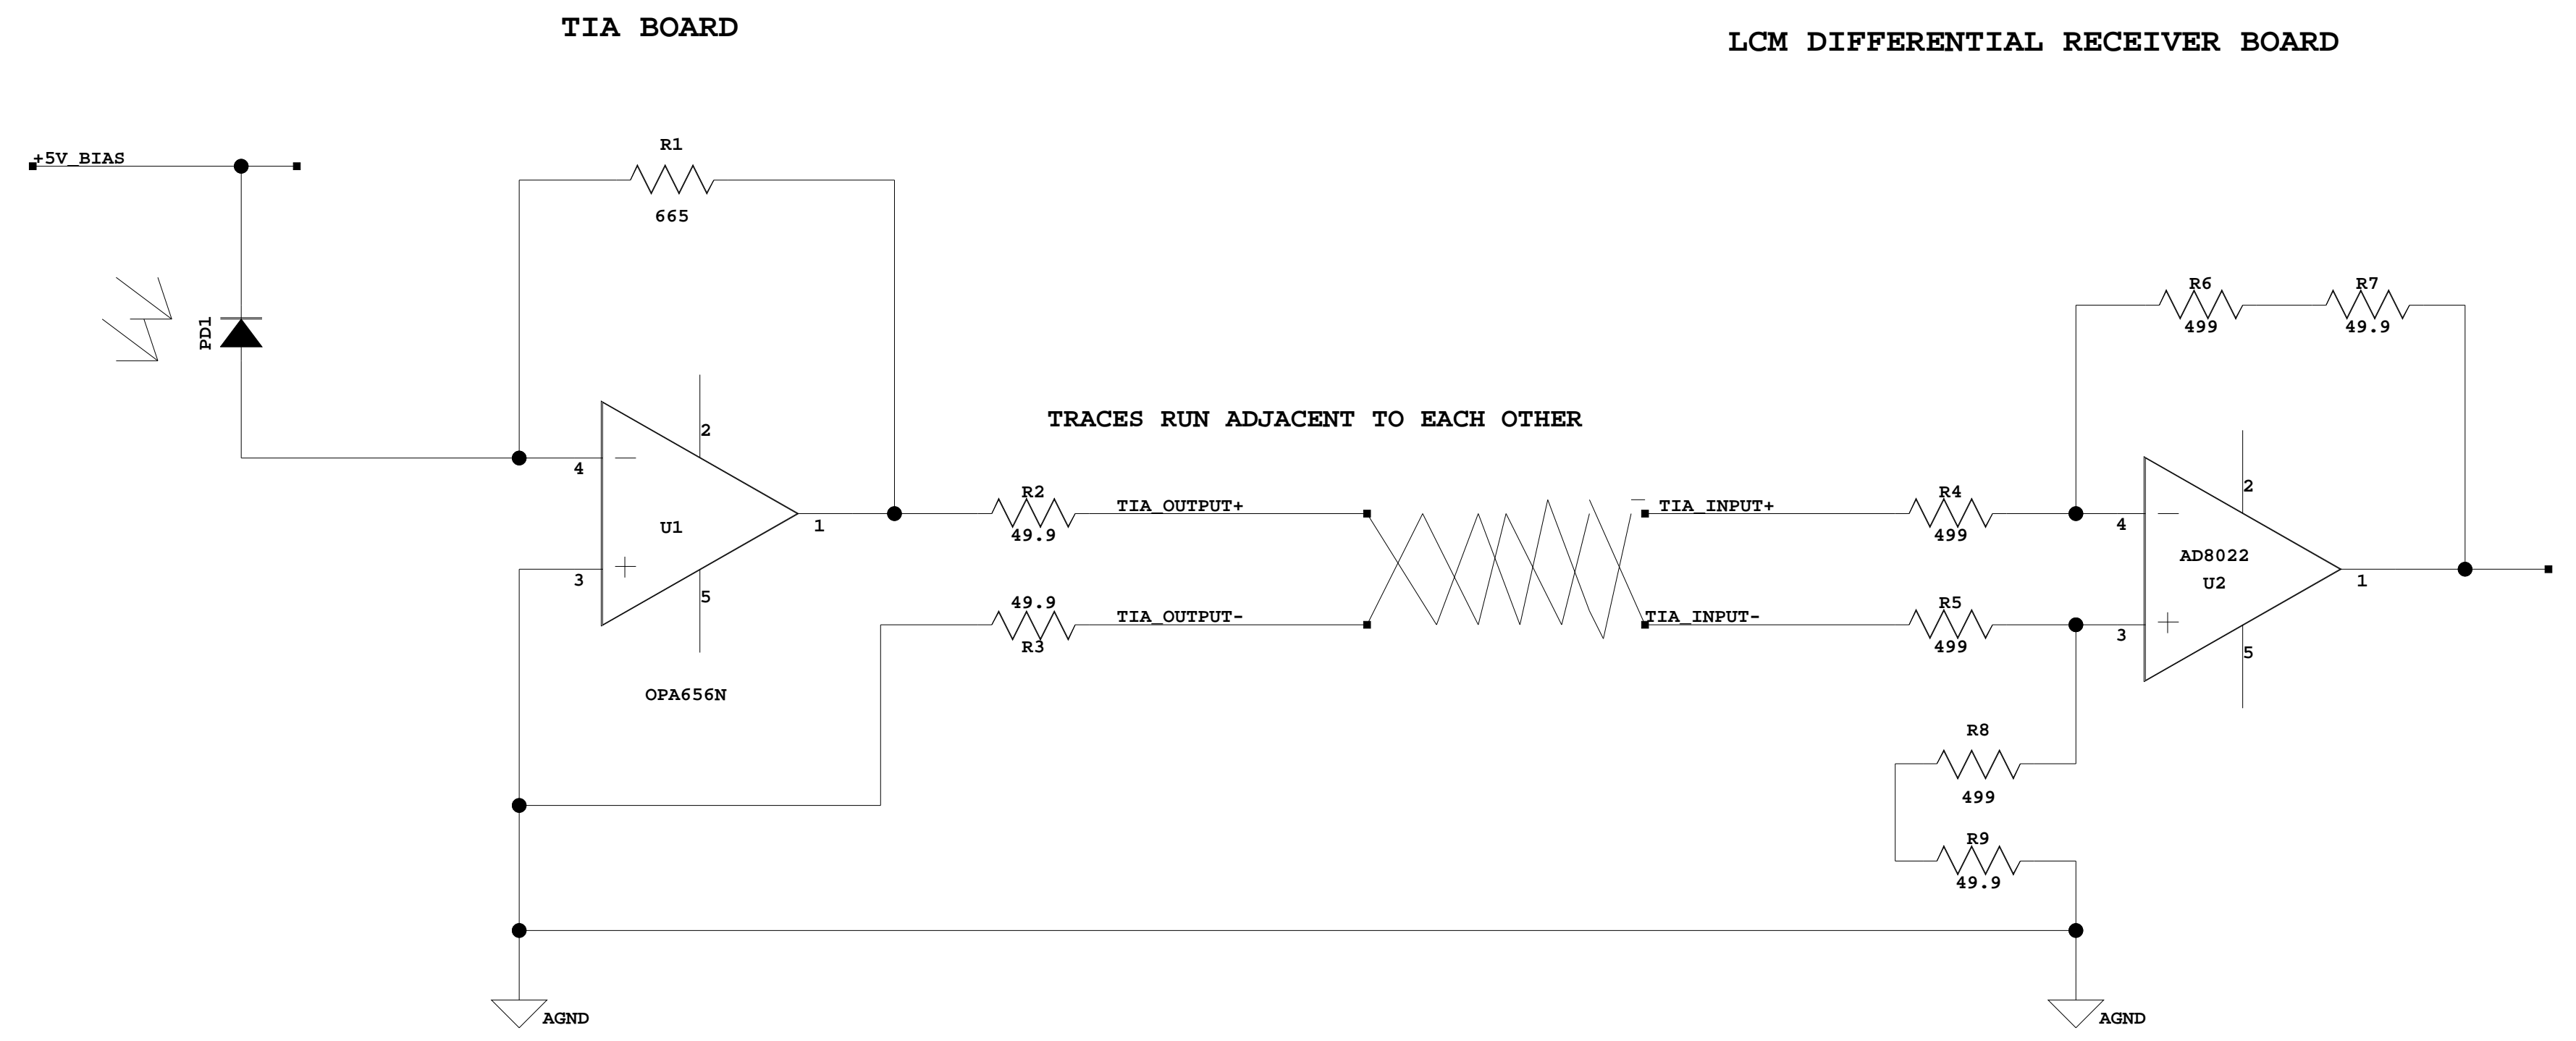 TIA BOARD
LCM DIFFERENTIAL RECEIVER BOARD
+5V_BIAS
R1
665
PD1
2
4
U1
1
3
5
OPA656N
TRACES RUN ADJACENT TO EACH OTHER
R2
49.9
TIA_OUTPUT+
49.9
R3
TIA_OUTPUT-
TIA_INPUT+
TIA_INPUT-
R4
499
R5
499
R6
499
R7
49.9
2
4
AD8022
U2
1
3
5
R8
499
R9
49.9
AGND
AGND